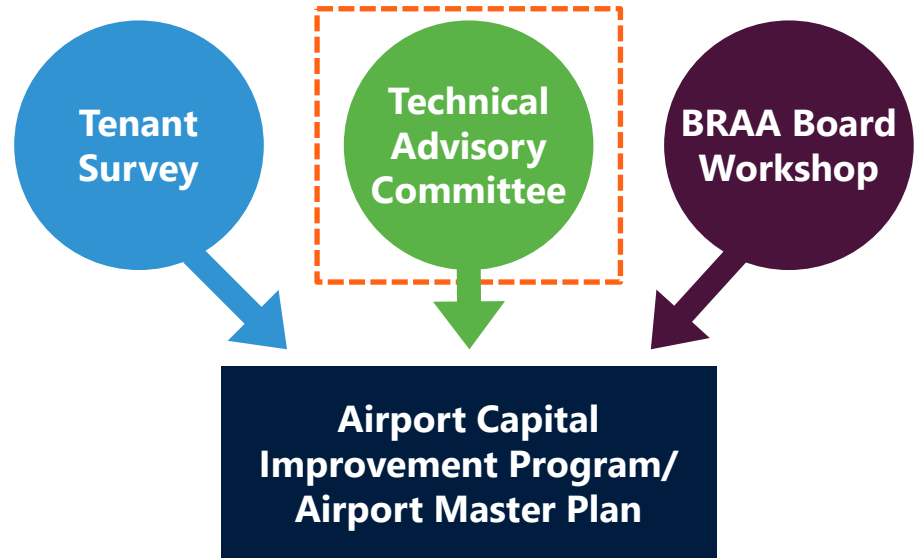 Tenant
Survey
Technical
Advisory
Committee
BRAA Board
Workshop
Airport Capital
Improvement Program/
Airport Master Plan